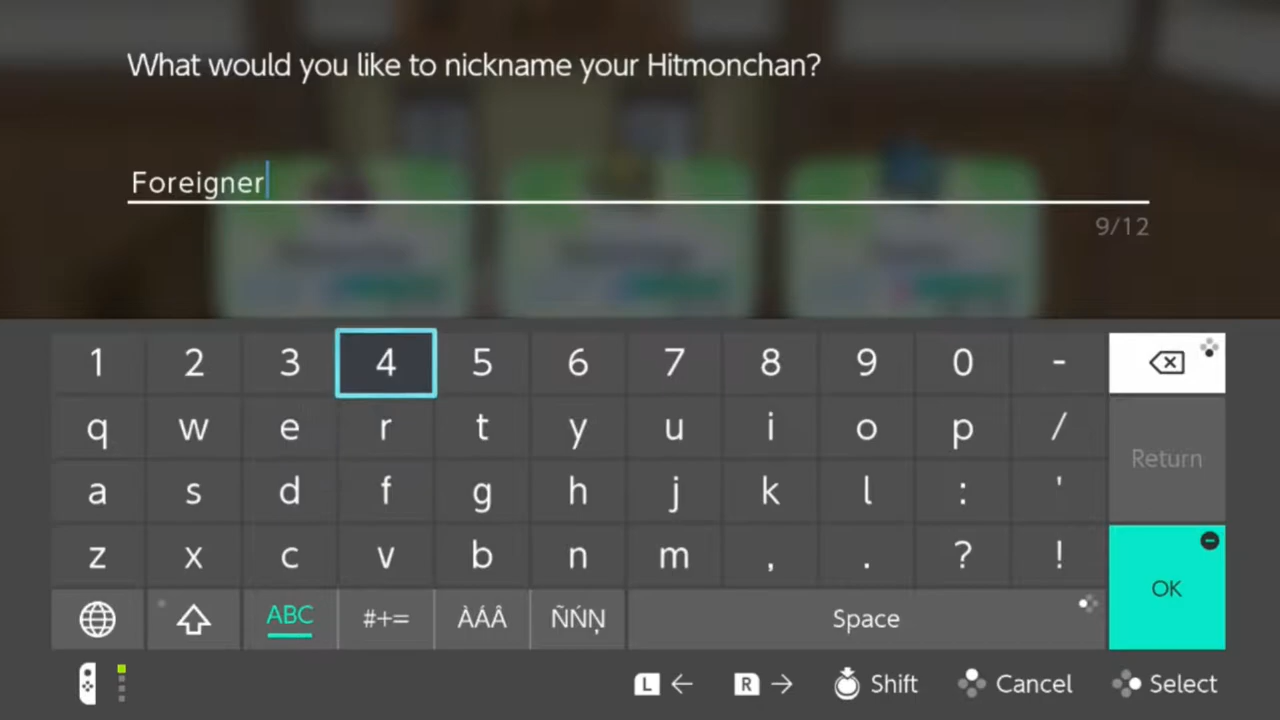 What would you like to nickname your Hitmonchan?
Foreigner
9/12
1 2 3 4 5 6 7 8 9 0 -
q w e r t y u i o p /
Return
a s d f g h j k l : '
z x c v b n m , . ? !
OK
ABC #+= ÀÁÂ ÑŃŅ Space
L ← R → Shift Cancel Select